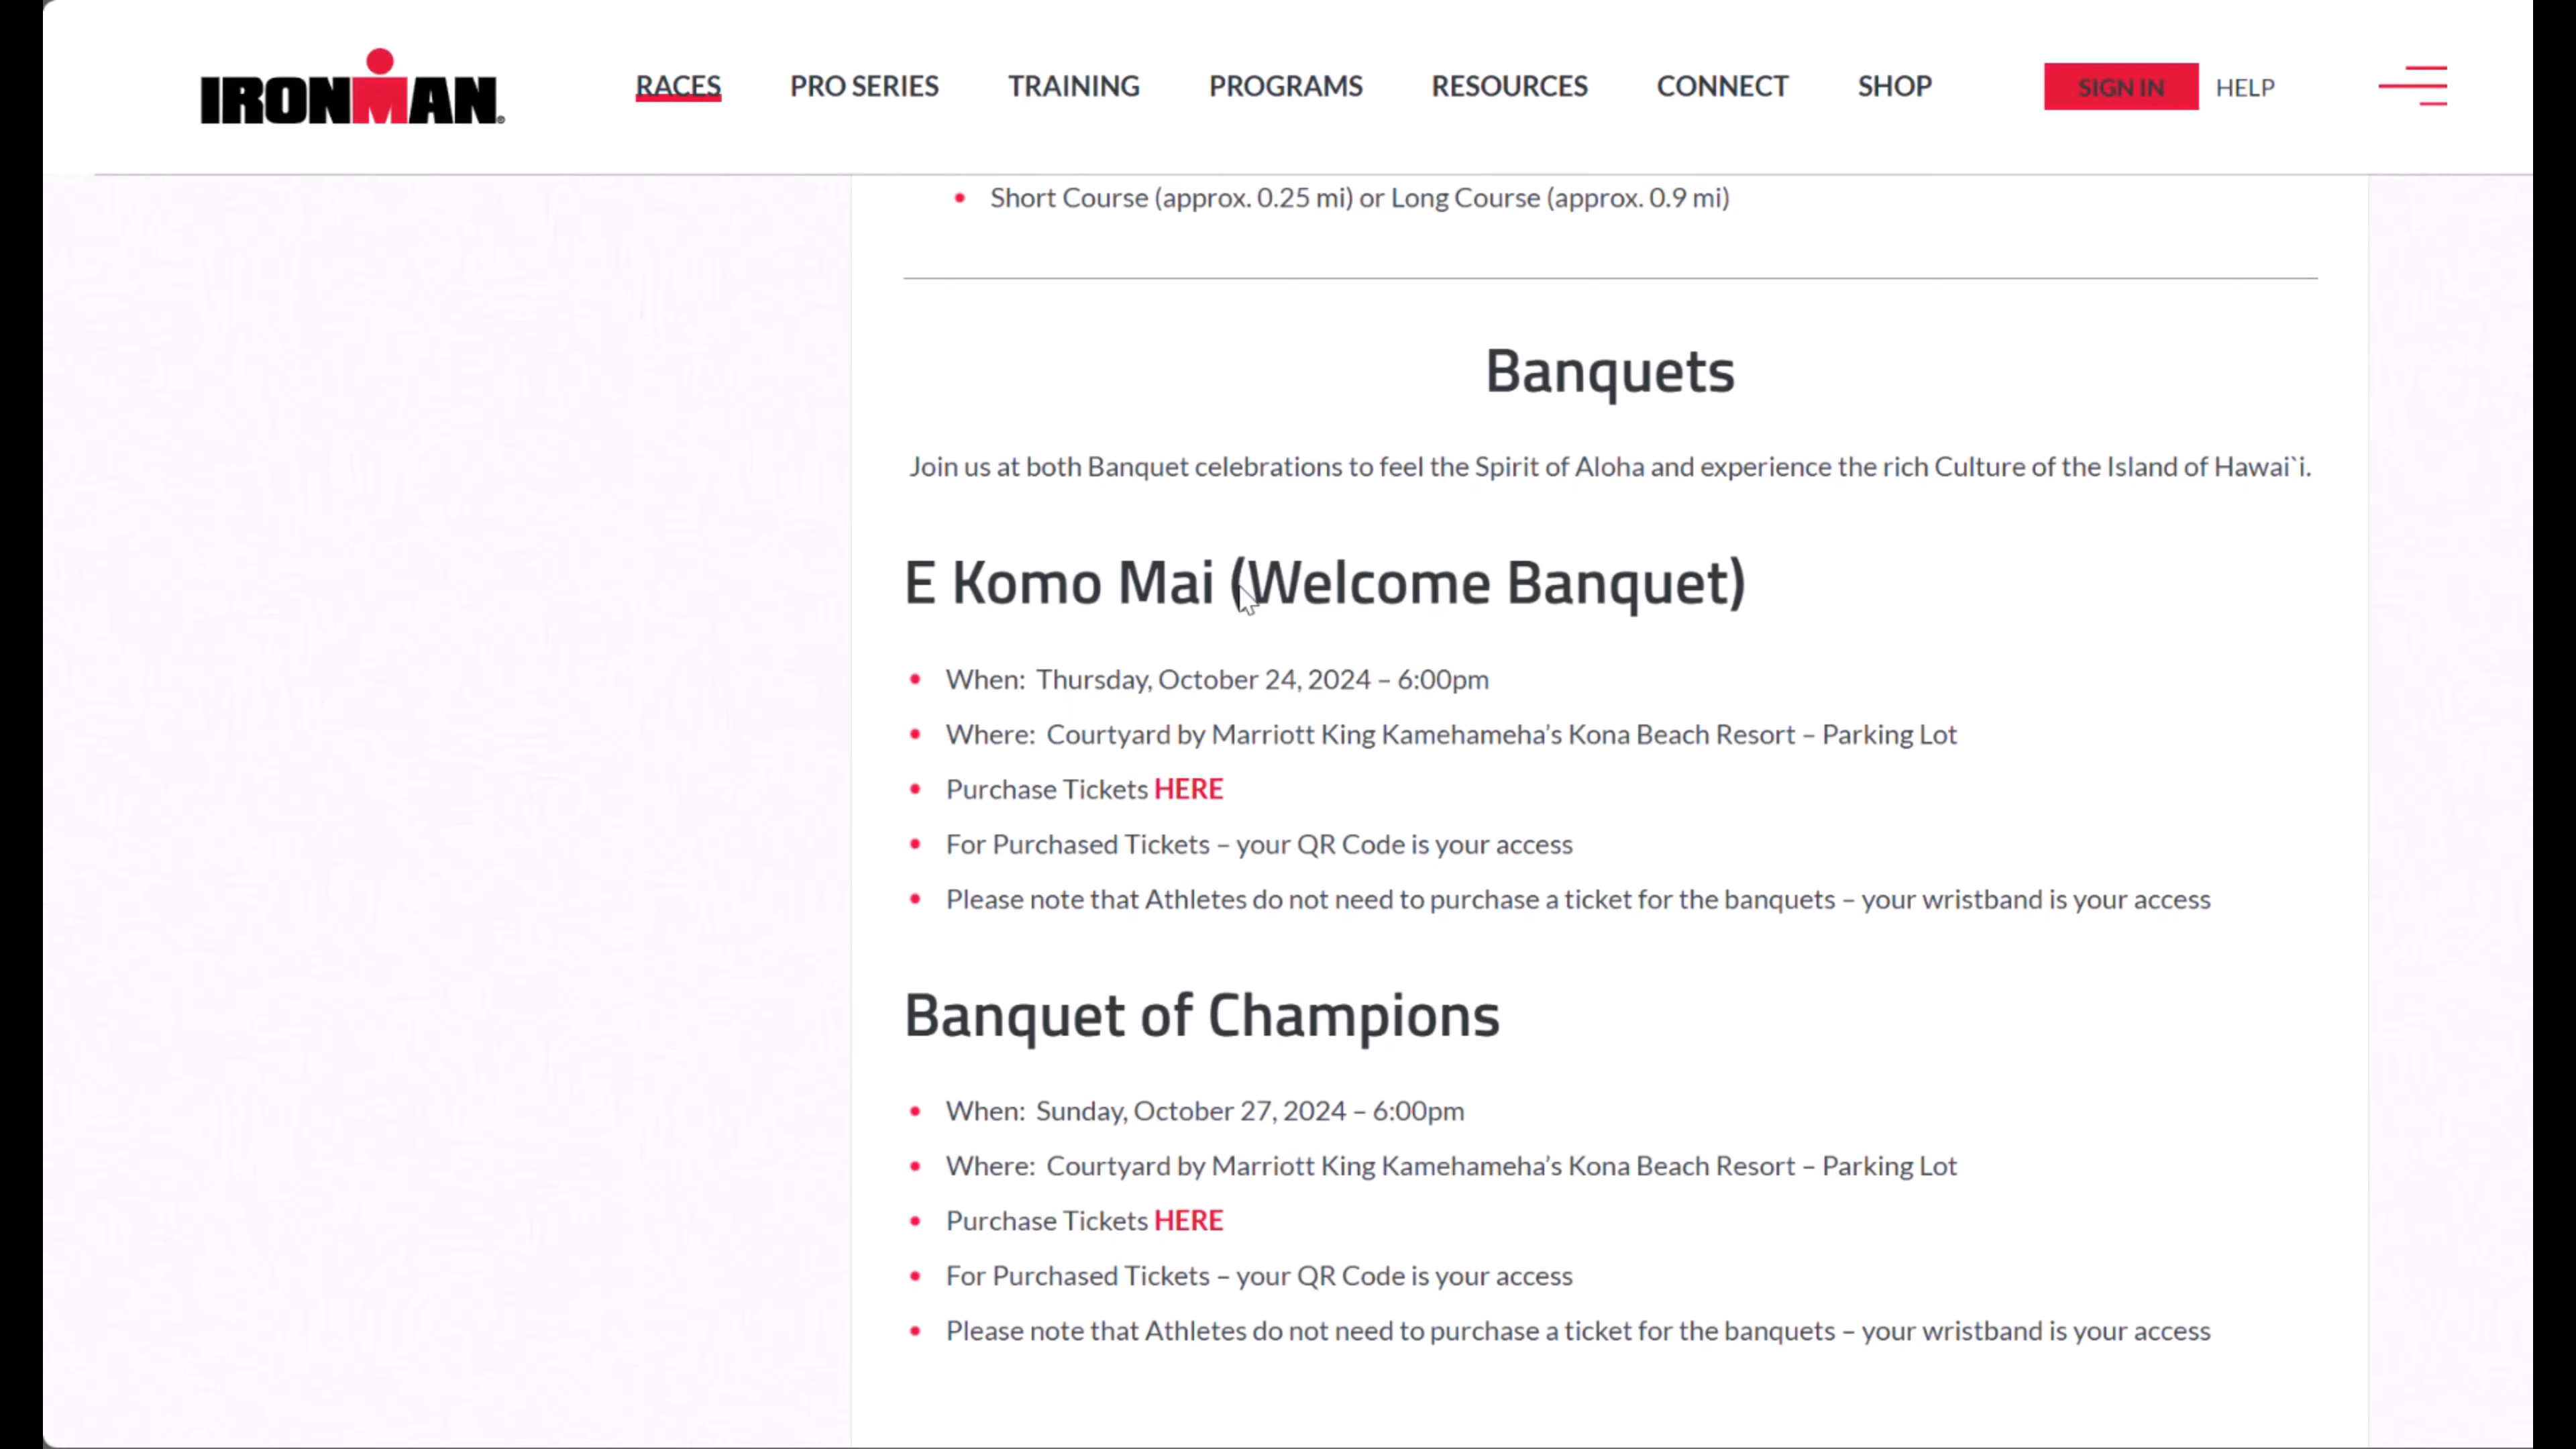 IRONMAN®
RACES PRO SERIES TRAINING PROGRAMS RESOURCES CONNECT SHOP SIGN IN HELP
Short Course (approx. 0.25 mi) or Long Course (approx. 0.9 mi)
Banquets
Join us at both Banquet celebrations to feel the Spirit of Aloha and experience the rich Culture of the Island of Hawai`i.
E Komo Mai (Welcome Banquet)
When: Thursday, October 24, 2024 – 6:00pm
Where: Courtyard by Marriott King Kamehameha’s Kona Beach Resort – Parking Lot
Purchase Tickets HERE
For Purchased Tickets – your QR Code is your access
Please note that Athletes do not need to purchase a ticket for the banquets – your wristband is your access
Banquet of Champions
When: Sunday, October 27, 2024 – 6:00pm
Where: Courtyard by Marriott King Kamehameha’s Kona Beach Resort – Parking Lot
Purchase Tickets HERE
For Purchased Tickets – your QR Code is your access
Please note that Athletes do not need to purchase a ticket for the banquets – your wristband is your access